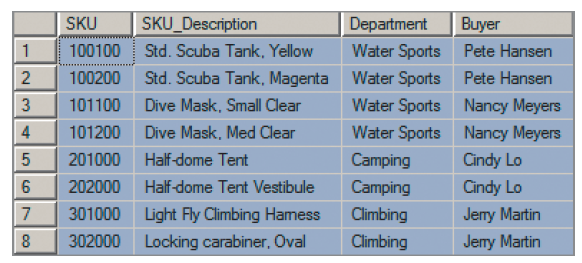 SKU SKU_Description Department Buyer
1 100100 Std. Scuba Tank, Yellow Water Sports Pete Hansen
2 100200 Std. Scuba Tank, Magenta Water Sports Pete Hansen
3 101100 Dive Mask, Small Clear Water Sports Nancy Meyers
4 101200 Dive Mask, Med Clear Water Sports Nancy Meyers
5 201000 Half-dome Tent Camping Cindy Lo
6 202000 Half-dome Tent Vestibule Camping Cindy Lo
7 301000 Light Fly Climbing Harness Climbing Jerry Martin
8 302000 Locking carabiner, Oval Climbing Jerry Martin